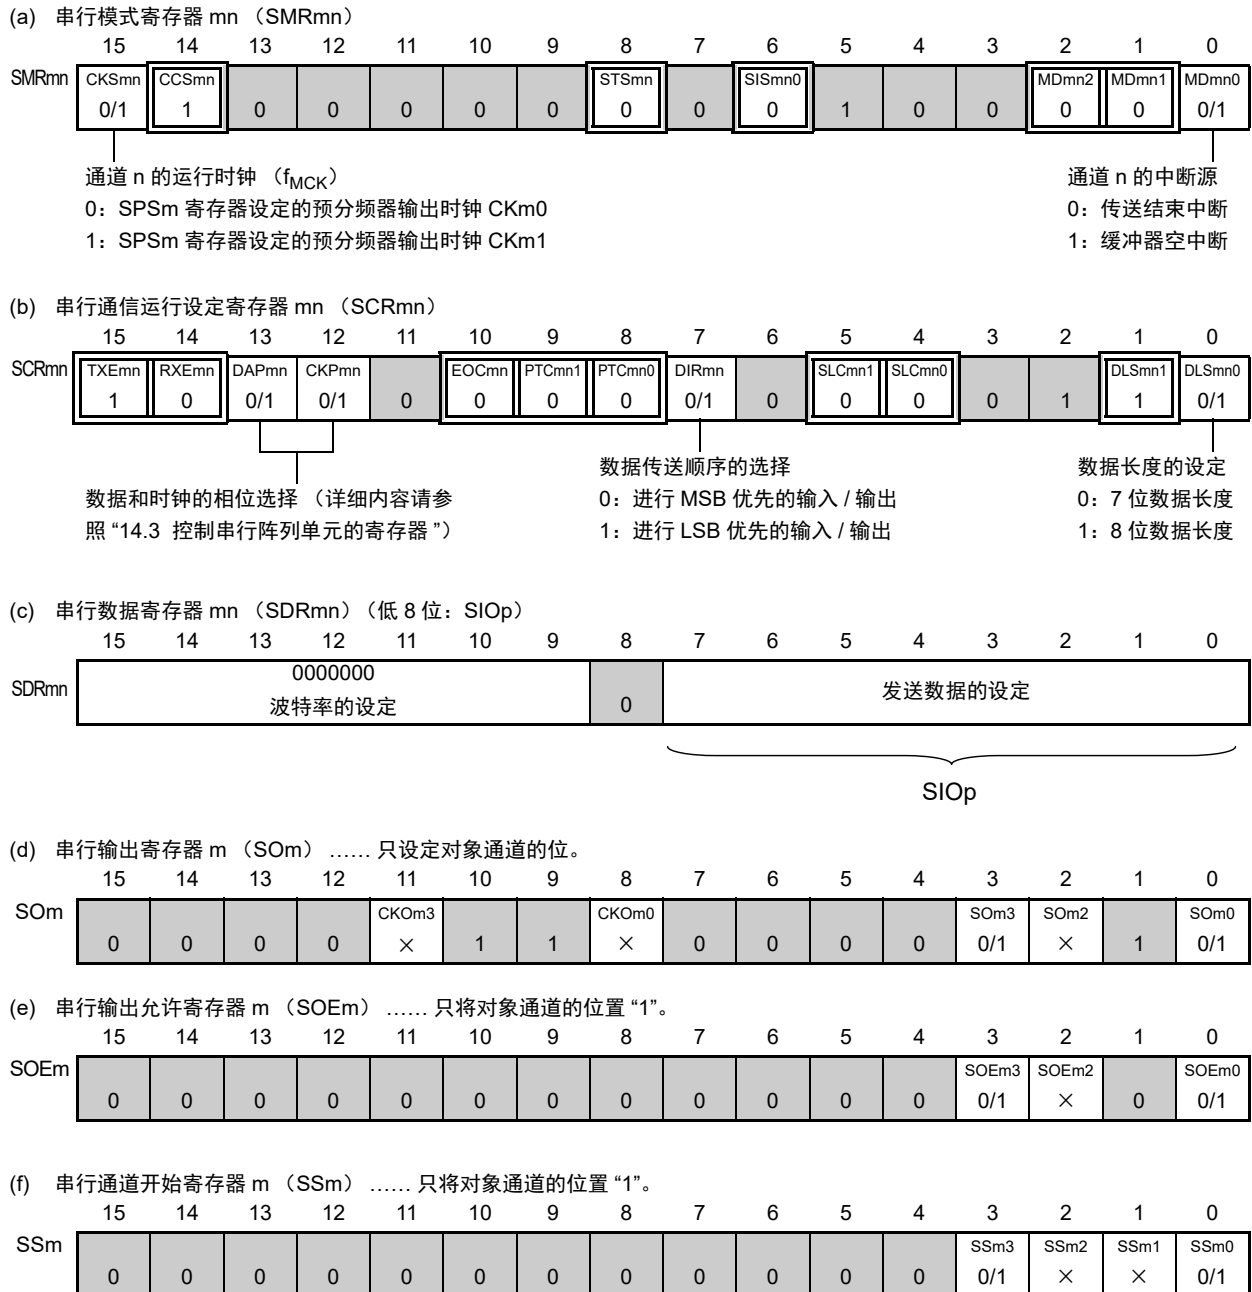 (a) 串行模式寄存器 mn （SMRmn）
15 14 13 12 11 10 9 8 7 6 5 4 3 2 1 0
SMRmn CKSmn CCSmn STSmn SISmn0 MDmn2 MDmn1 MDmn0
0/1 1 0 0 0 0 0 0 0 0 1 0 0 0 0 0/1
通道 n 的运行时钟 （fMCK） 通道 n 的中断源
0：SPSm 寄存器设定的预分频器输出时钟 CKm0 0：传送结束中断
1：SPSm 寄存器设定的预分频器输出时钟 CKm1 1：缓冲器空中断
(b) 串行通信运行设定寄存器 mn （SCRmn）
15 14 13 12 11 10 9 8 7 6 5 4 3 2 1 0
SCRmn TXEmn RXEmn DAPmn CKPmn EOCmn PTCmn1 PTCmn0 DIRmn SLCmn1 SLCmn0 DLSmn1 DLSmn0
1 0 0/1 0/1 0 0 0 0 0/1 0 0 0 0 1 1 0/1
数据传送顺序的选择 数据长度的设定
数据和时钟的相位选择 （详细内容请参 0：进行 MSB 优先的输入 / 输出 0：7 位数据长度
照 “14.3 控制串行阵列单元的寄存器 ”） 1：进行 LSB 优先的输入 / 输出 1：8 位数据长度
(c) 串行数据寄存器 mn （SDRmn）（低 8 位：SIOp）
15 14 13 12 11 10 9 8 7 6 5 4 3 2 1 0
0000000
SDRmn 发送数据的设定
波特率的设定 0
SIOp
(d) 串行输出寄存器 m （SOm） …… 只设定对象通道的位。
15 14 13 12 11 10 9 8 7 6 5 4 3 2 1 0
SOm CKOm3 CKOm0 SOm3 SOm2 SOm0
0 0 0 0 × 1 1 × 0 0 0 0 0/1 × 1 0/1
(e) 串行输出允许寄存器 m （SOEm） …… 只将对象通道的位置 “1”。
15 14 13 12 11 10 9 8 7 6 5 4 3 2 1 0
SOEm SOEm3 SOEm2 SOEm0
0 0 0 0 0 0 0 0 0 0 0 0 0/1 × 0 0/1
(f) 串行通道开始寄存器 m （SSm） …… 只将对象通道的位置 “1”。
15 14 13 12 11 10 9 8 7 6 5 4 3 2 1 0
SSm SSm3 SSm2 SSm1 SSm0
0 0 0 0 0 0 0 0 0 0 0 0 0/1 × × 0/1